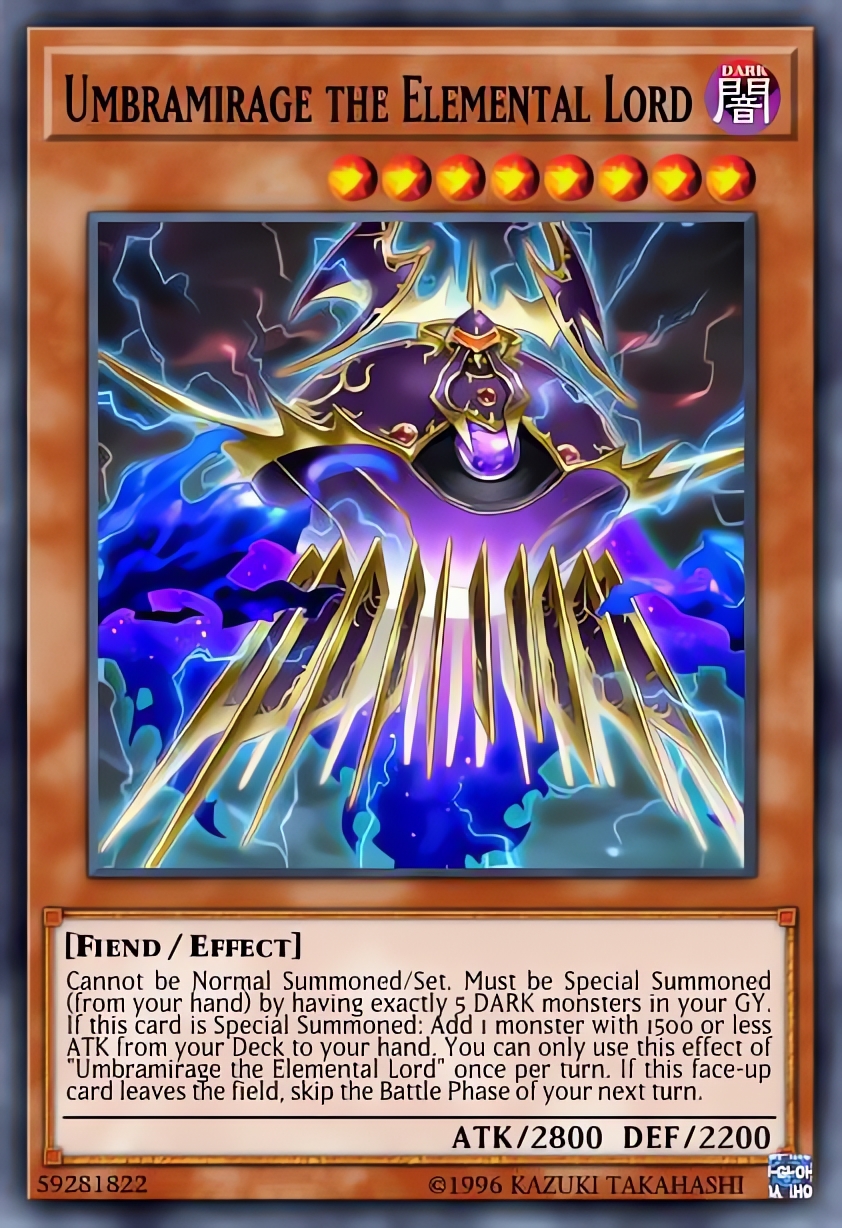 Umbramirage the Elemental Lord
DARK
闇
[Fiend / Effect]
Cannot be Normal Summoned/Set. Must be Special Summoned
(from your hand) by having exactly 5 DARK monsters in your GY.
If this card is Special Summoned: Add 1 monster with 1500 or less
ATK from your Deck to your hand. You can only use this effect of
"Umbramirage the Elemental Lord" once per turn. If this face-up
card leaves the field, skip the Battle Phase of your next turn.
ATK/2800 DEF/2200
59281822
©1996 KAZUKI TAKAHASHI